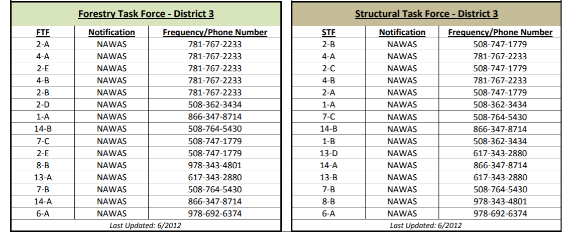 Forestry Task Force - District 3
FTF Notification Frequency/Phone Number
2-A NAWAS 781-767-2233
4-A NAWAS 781-767-2233
2-E NAWAS 781-767-2233
4-B NAWAS 781-767-2233
2-B NAWAS 781-767-2233
2-D NAWAS 508-362-3434
1-A NAWAS 866-347-8714
14-B NAWAS 508-764-5430
7-C NAWAS 508-747-1779
2-E NAWAS 508-747-1779
8-B NAWAS 978-343-4801
13-A NAWAS 617-343-2880
7-B NAWAS 508-764-5430
14-A NAWAS 866-347-8714
6-A NAWAS 978-692-6374
Last Updated: 6/2012
Structural Task Force - District 3
STF Notification Frequency/Phone Number
2-B NAWAS 508-747-1779
4-A NAWAS 781-767-2233
2-C NAWAS 508-747-1779
4-B NAWAS 781-767-2233
2-A NAWAS 508-747-1779
1-A NAWAS 508-362-3434
7-C NAWAS 508-764-5430
14-B NAWAS 866-347-8714
1-B NAWAS 508-362-3434
13-D NAWAS 617-343-2880
14-A NAWAS 866-347-8714
13-B NAWAS 617-343-2880
7-B NAWAS 508-764-5430
8-B NAWAS 978-343-4801
6-A NAWAS 978-692-6374
Last Updated: 6/2012